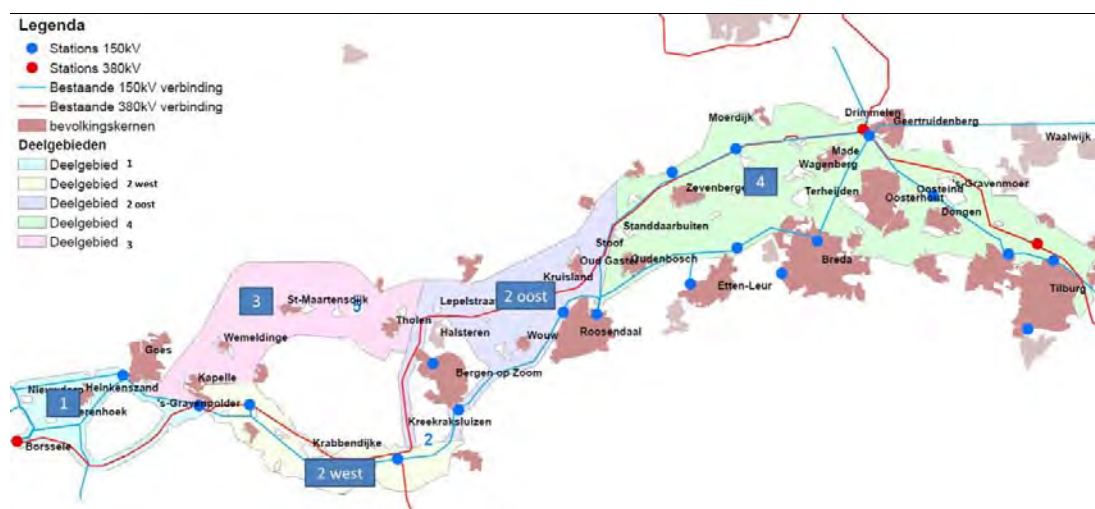 Legenda
Stations 150kV
Stations 380kV
Bestaande 150kV verbinding
Bestaande 380kV verbinding
bevolkingskernen
Deelgebieden
Deelgebied 1
Deelgebied 2 west
Deelgebied 2 oost
Deelgebied 4
Deelgebied 3
Drimmelen
Moerdijk
Geertruidenberg
Waalwijk
Made
Wagenberg
4
Zevenberge
Terheijden
Oosteind
's-Gravenmoer
Oosterhout
Dongen
Standdaarbuiten
Stoof
Oud Gastel
Oudenbosch
Breda
Kruisland
Etten-Leur
Tilburg
3
St-Maartensdijk
Lepelstraa
2 oost
Tholen
Halsteren
Wouw
Roosendaal
Wemeldinge
Goes
Bergen op Zoom
Kapelle
Heinkenszand
1
erenhoek
's-Gravenpolder
Kreekraksluizen
2
Krabbendijke
Borssele
2 west